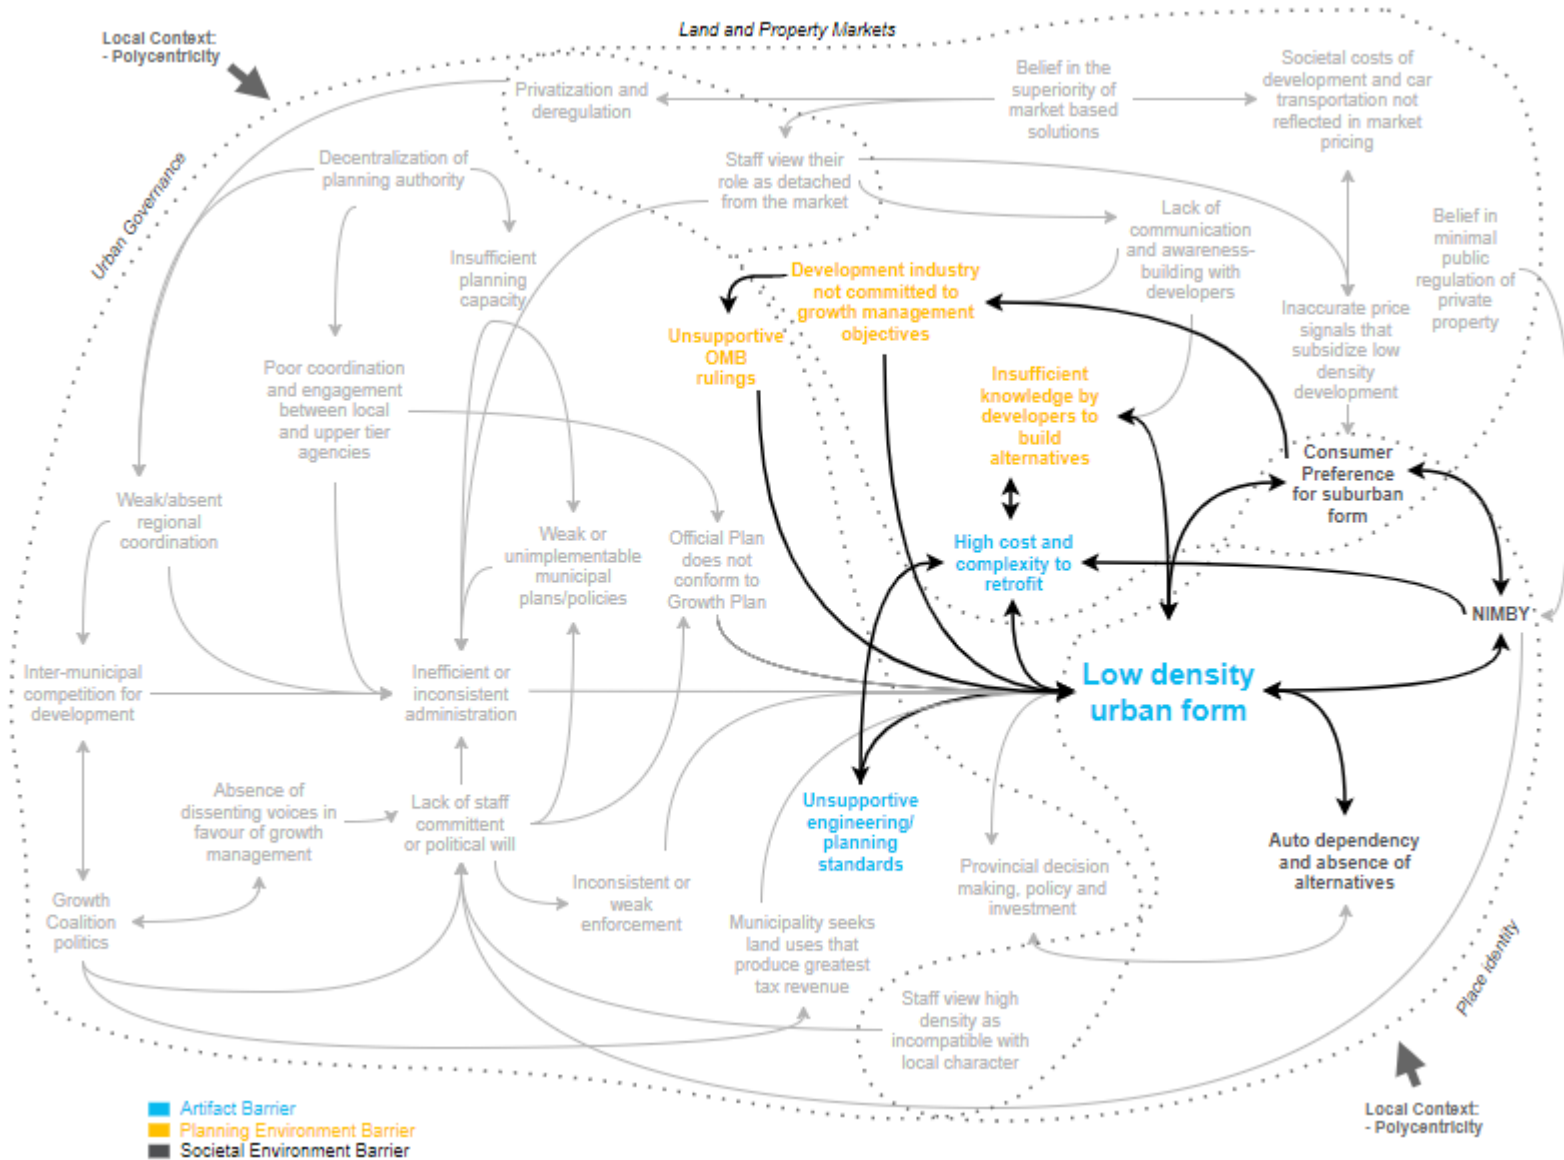 Land and Property Markets
Local Context:
- Polycentricity
Urban Governance
Privatization and
deregulation
Belief in the
superiority of
market based
solutions
Societal costs of
development and car
transportation not
reflected in market
pricing
Decentralization of
planning authority
Staff view their
role as detached
from the market
Lack of
communication
and awareness-
building with
developers
Belief in
minimal
public
regulation of
private
property
Insufficient
planning
capacity
Development industry
not committed to
growth management
objectives
Unsupportive
OMB
rulings
Inaccurate price
signals that
subsidize low
density
development
Poor coordination
and engagement
between local
and upper tier
agencies
Insufficient
knowledge by
developers to
build
alternatives
Consumer
Preference
for suburban
form
Weak/absent
regional
coordination
Weak or
unimplementable
municipal
plans/policies
Official Plan
does not
conform to
Growth Plan
High cost and
complexity to
retrofit
NIMBY
Inter-municipal
competition for
development
Inefficient or
inconsistent
administration
Low density
urban form
Absence of
dissenting voices in
favour of growth
management
Lack of staff
committent
or political will
Unsupportive
engineering/
planning
standards
Auto dependency
and absence of
alternatives
Provincial decision
making, policy and
investment
Growth
Coalition
politics
Inconsistent or
weak
enforcement
Municipality seeks
land uses that
produce greatest
tax revenue
Staff view high
density as
incompatible with
local character
Place identity
Local Context:
- Polycentricity
Artifact Barrier
Planning Environment Barrier
Societal Environment Barrier